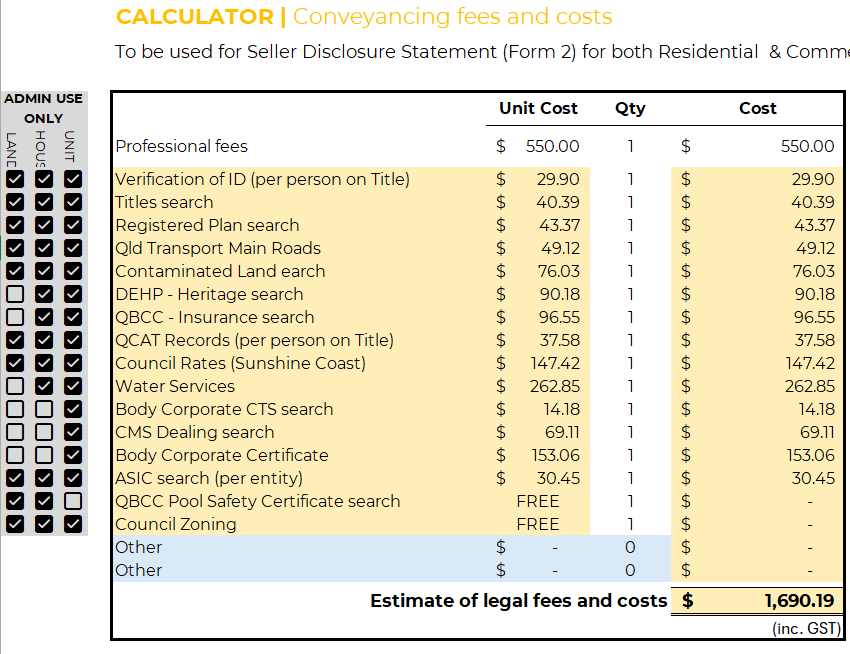 CALCULATOR | Conveyancing fees and costs
To be used for Seller Disclosure Statement (Form 2) for both Residential & Comme
ADMIN USE
ONLY
LAND HOUS UNIT
Unit Cost Qty Cost
Professional fees $ 550.00 1 $ 550.00
Verification of ID (per person on Title) $ 29.90 1 $ 29.90
Titles search $ 40.39 1 $ 40.39
Registered Plan search $ 43.37 1 $ 43.37
Qld Transport Main Roads $ 49.12 1 $ 49.12
Contaminated Land earch $ 76.03 1 $ 76.03
DEHP - Heritage search $ 90.18 1 $ 90.18
QBCC - Insurance search $ 96.55 1 $ 96.55
QCAT Records (per person on Title) $ 37.58 1 $ 37.58
Council Rates (Sunshine Coast) $ 147.42 1 $ 147.42
Water Services $ 262.85 1 $ 262.85
Body Corporate CTS search $ 14.18 1 $ 14.18
CMS Dealing search $ 69.11 1 $ 69.11
Body Corporate Certificate $ 153.06 1 $ 153.06
ASIC search (per entity) $ 30.45 1 $ 30.45
QBCC Pool Safety Certificate search FREE 1 $ -
Council Zoning FREE 1 $ -
Other $ - 0 $ -
Other $ - 0 $ -
Estimate of legal fees and costs $ 1,690.19
(inc. GST)